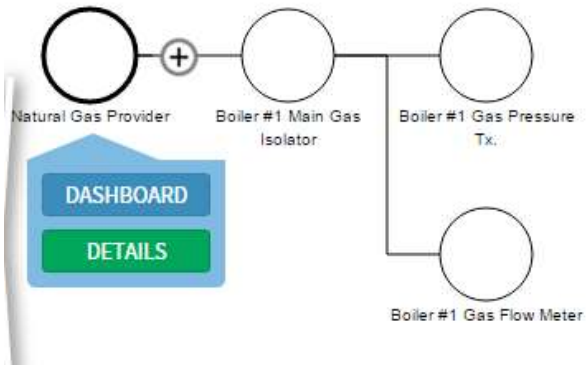 Natural Gas Provider
Boiler #1 Main Gas
Isolator
Boiler #1 Gas Pressure
Tx.
DASHBOARD
DETAILS
Boiler #1 Gas Flow Meter